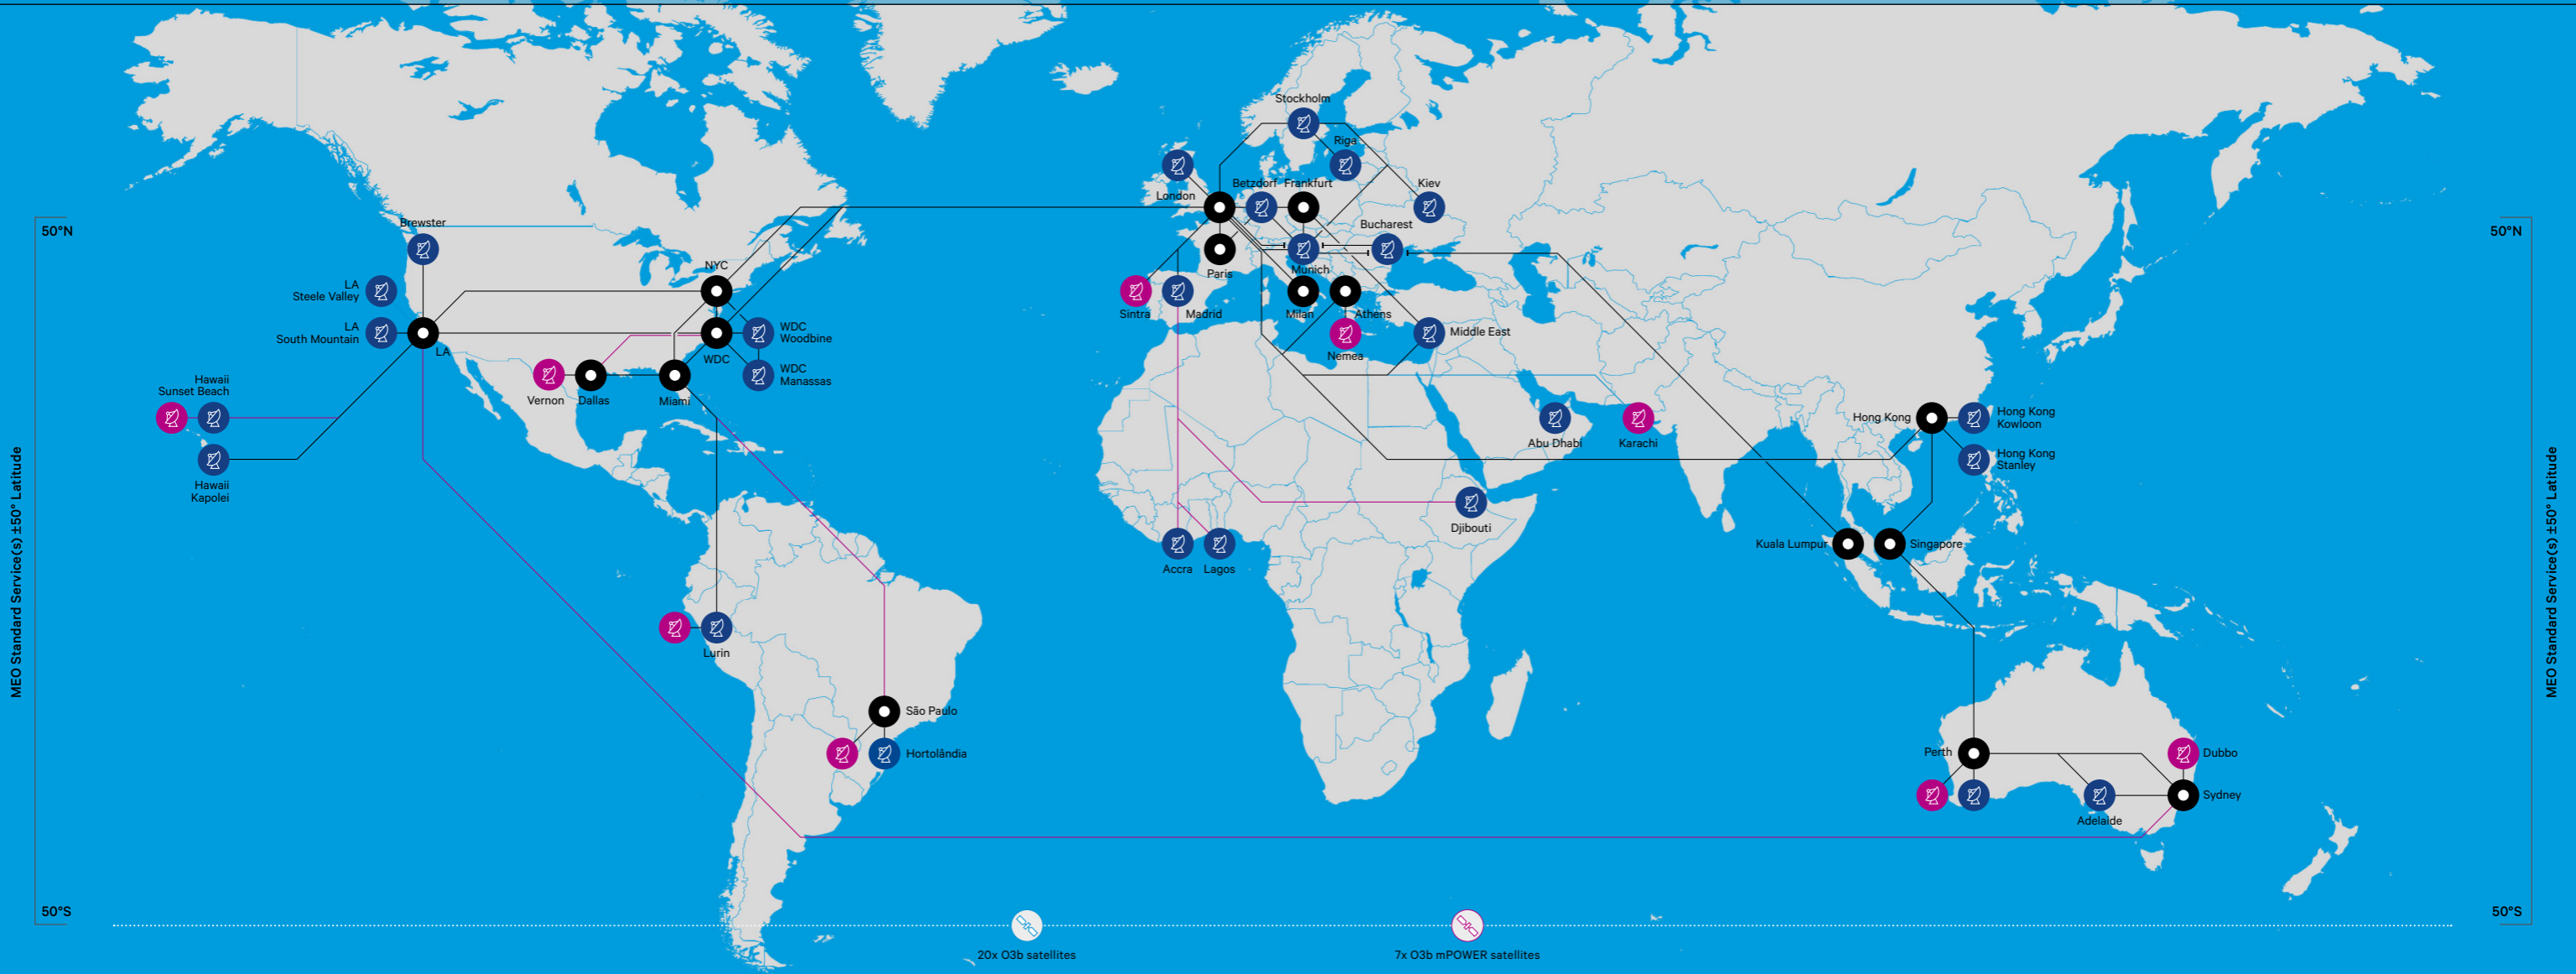 Stockholm
Riga
London
Betzdorf
Frankfurt
Kiev
Bucharest
Brewster
50°N
50°N
NYC
Paris
Munich
LA
Steele Valley
Sintra
Madrid
Milan
Athens
LA
South Mountain
LA
WDC
WDC
Woodbine
Middle East
Nemea
WDC
Manassas
Hawaii
Sunset Beach
Vernon
Dallas
Miami
Hong Kong
Hong Kong
Kowloon
Abu Dhabi
Karachi
Hong Kong
Stanley
Hawaii
Kapolei
Djibouti
Kuala Lumpur
Singapore
Accra
Lagos
MEO Standard Service(s) ±50° Latitude
MEO Standard Service(s) ±50° Latitude
Lurin
São Paulo
Hortolândia
Perth
Dubbo
Sydney
Adelaide
50°S
50°S
20x O3b satellites
7x O3b mPOWER satellites